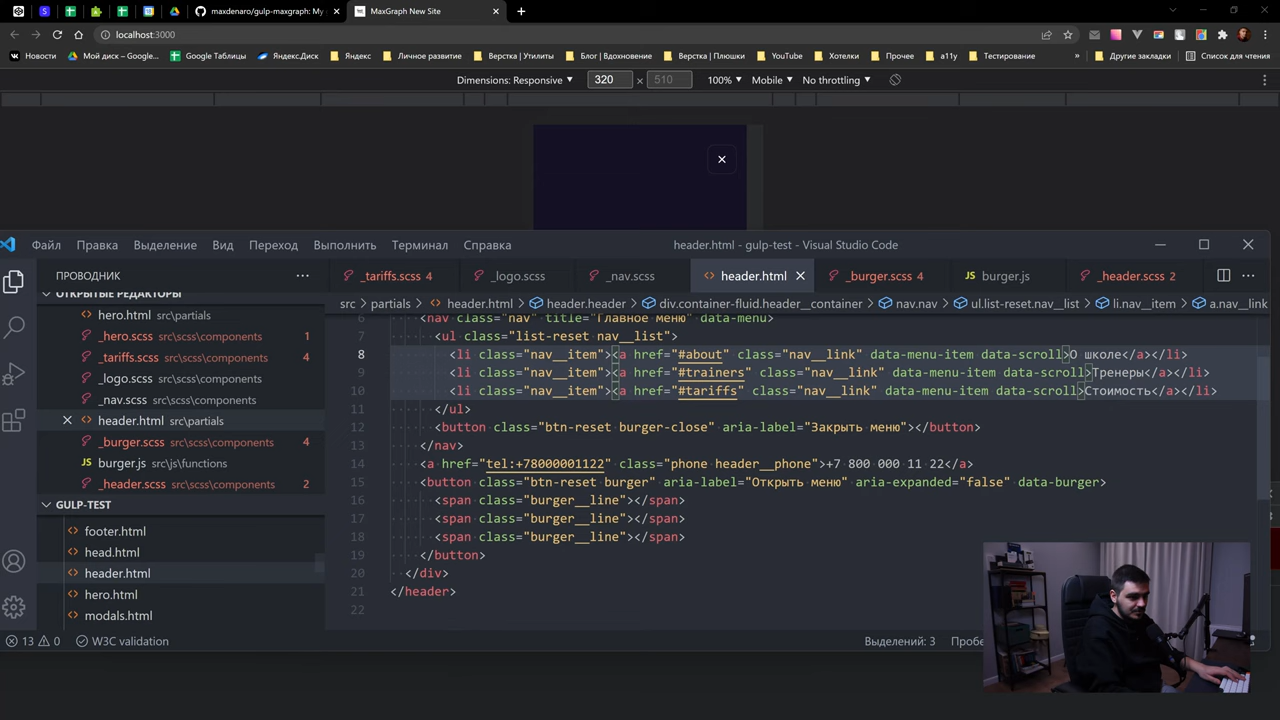 maxdenaro/gulp-maxgraph: My
MaxGraph New Site
localhost:3000
Новости
Мой диск – Google...
Google Таблицы
Яндекс.Диск
Яндекс
Личное развитие
Верстка | Утилиты
Блог | Вдохновение
Верстка | Плюшки
YouTube
Хотелки
Прочее
a11y
Тестирование
»
Другие закладки
Список для чтения
Dimensions: Responsive
320
×
510
100%
Mobile
No throttling
Файл
Правка
Выделение
Вид
Переход
Выполнить
Терминал
Справка
header.html - gulp-test - Visual Studio Code
ПРОВОДНИК
_tariffs.scss 4
_logo.scss
_nav.scss
header.html
_burger.scss 4
burger.js
_header.scss 2
src > partials > header.html > header.header > div.container-fluid.header__container > nav.nav > ul.list-reset.nav__list > li.nav__item > a.nav__link
ОТКРЫТЫЕ РЕДАКТОРЫ
hero.html src\partials
_hero.scss src\scss\components 1
_tariffs.scss src\scss\components 4
_logo.scss src\scss\components
_nav.scss src\scss\components
header.html src\partials
_burger.scss src\scss\components 4
burger.js src\js\functions
_header.scss src\scss\components 2
GULP-TEST
footer.html
head.html
header.html
hero.html
modals.html
6 <nav class="nav" title="Главное меню" data-menu>
7 <ul class="list-reset nav__list">
8 <li class="nav__item"><a href="#about" class="nav__link" data-menu-item data-scroll>О школе</a></li>
9 <li class="nav__item"><a href="#trainers" class="nav__link" data-menu-item data-scroll>Тренеры</a></li>
10 <li class="nav__item"><a href="#tariffs" class="nav__link" data-menu-item data-scroll>Стоимость</a></li>
11 </ul>
12 <button class="btn-reset burger-close" aria-label="Закрыть меню"></button>
13 </nav>
14 <a href="tel:+78000001122" class="phone header__phone">+7 800 000 11 22</a>
15 <button class="btn-reset burger" aria-label="Открыть меню" aria-expanded="false" data-burger>
16 <span class="burger__line"></span>
17 <span class="burger__line"></span>
18 <span class="burger__line"></span>
19 </button>
20 </div>
21 </header>
22
13 0
W3C validation
Выделений: 3